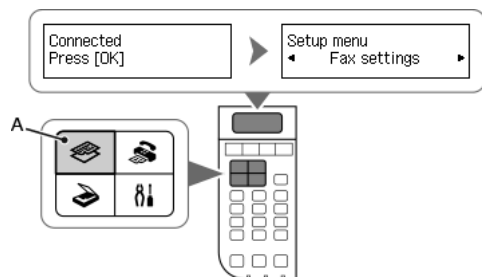 Connected
Press [OK]
Setup menu
◄ Fax settings ►
A